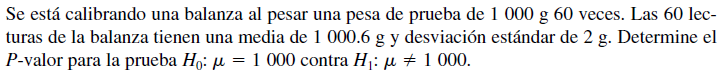 Se está calibrando una balanza al pesar una pesa de prueba de 1 000 g 60 veces. Las 60 lec-
turas de la balanza tienen una media de 1 000.6 g y desviación estándar de 2 g. Determine el
P-valor para la prueba H₀: μ = 1 000 contra H₁: μ ≠ 1 000.